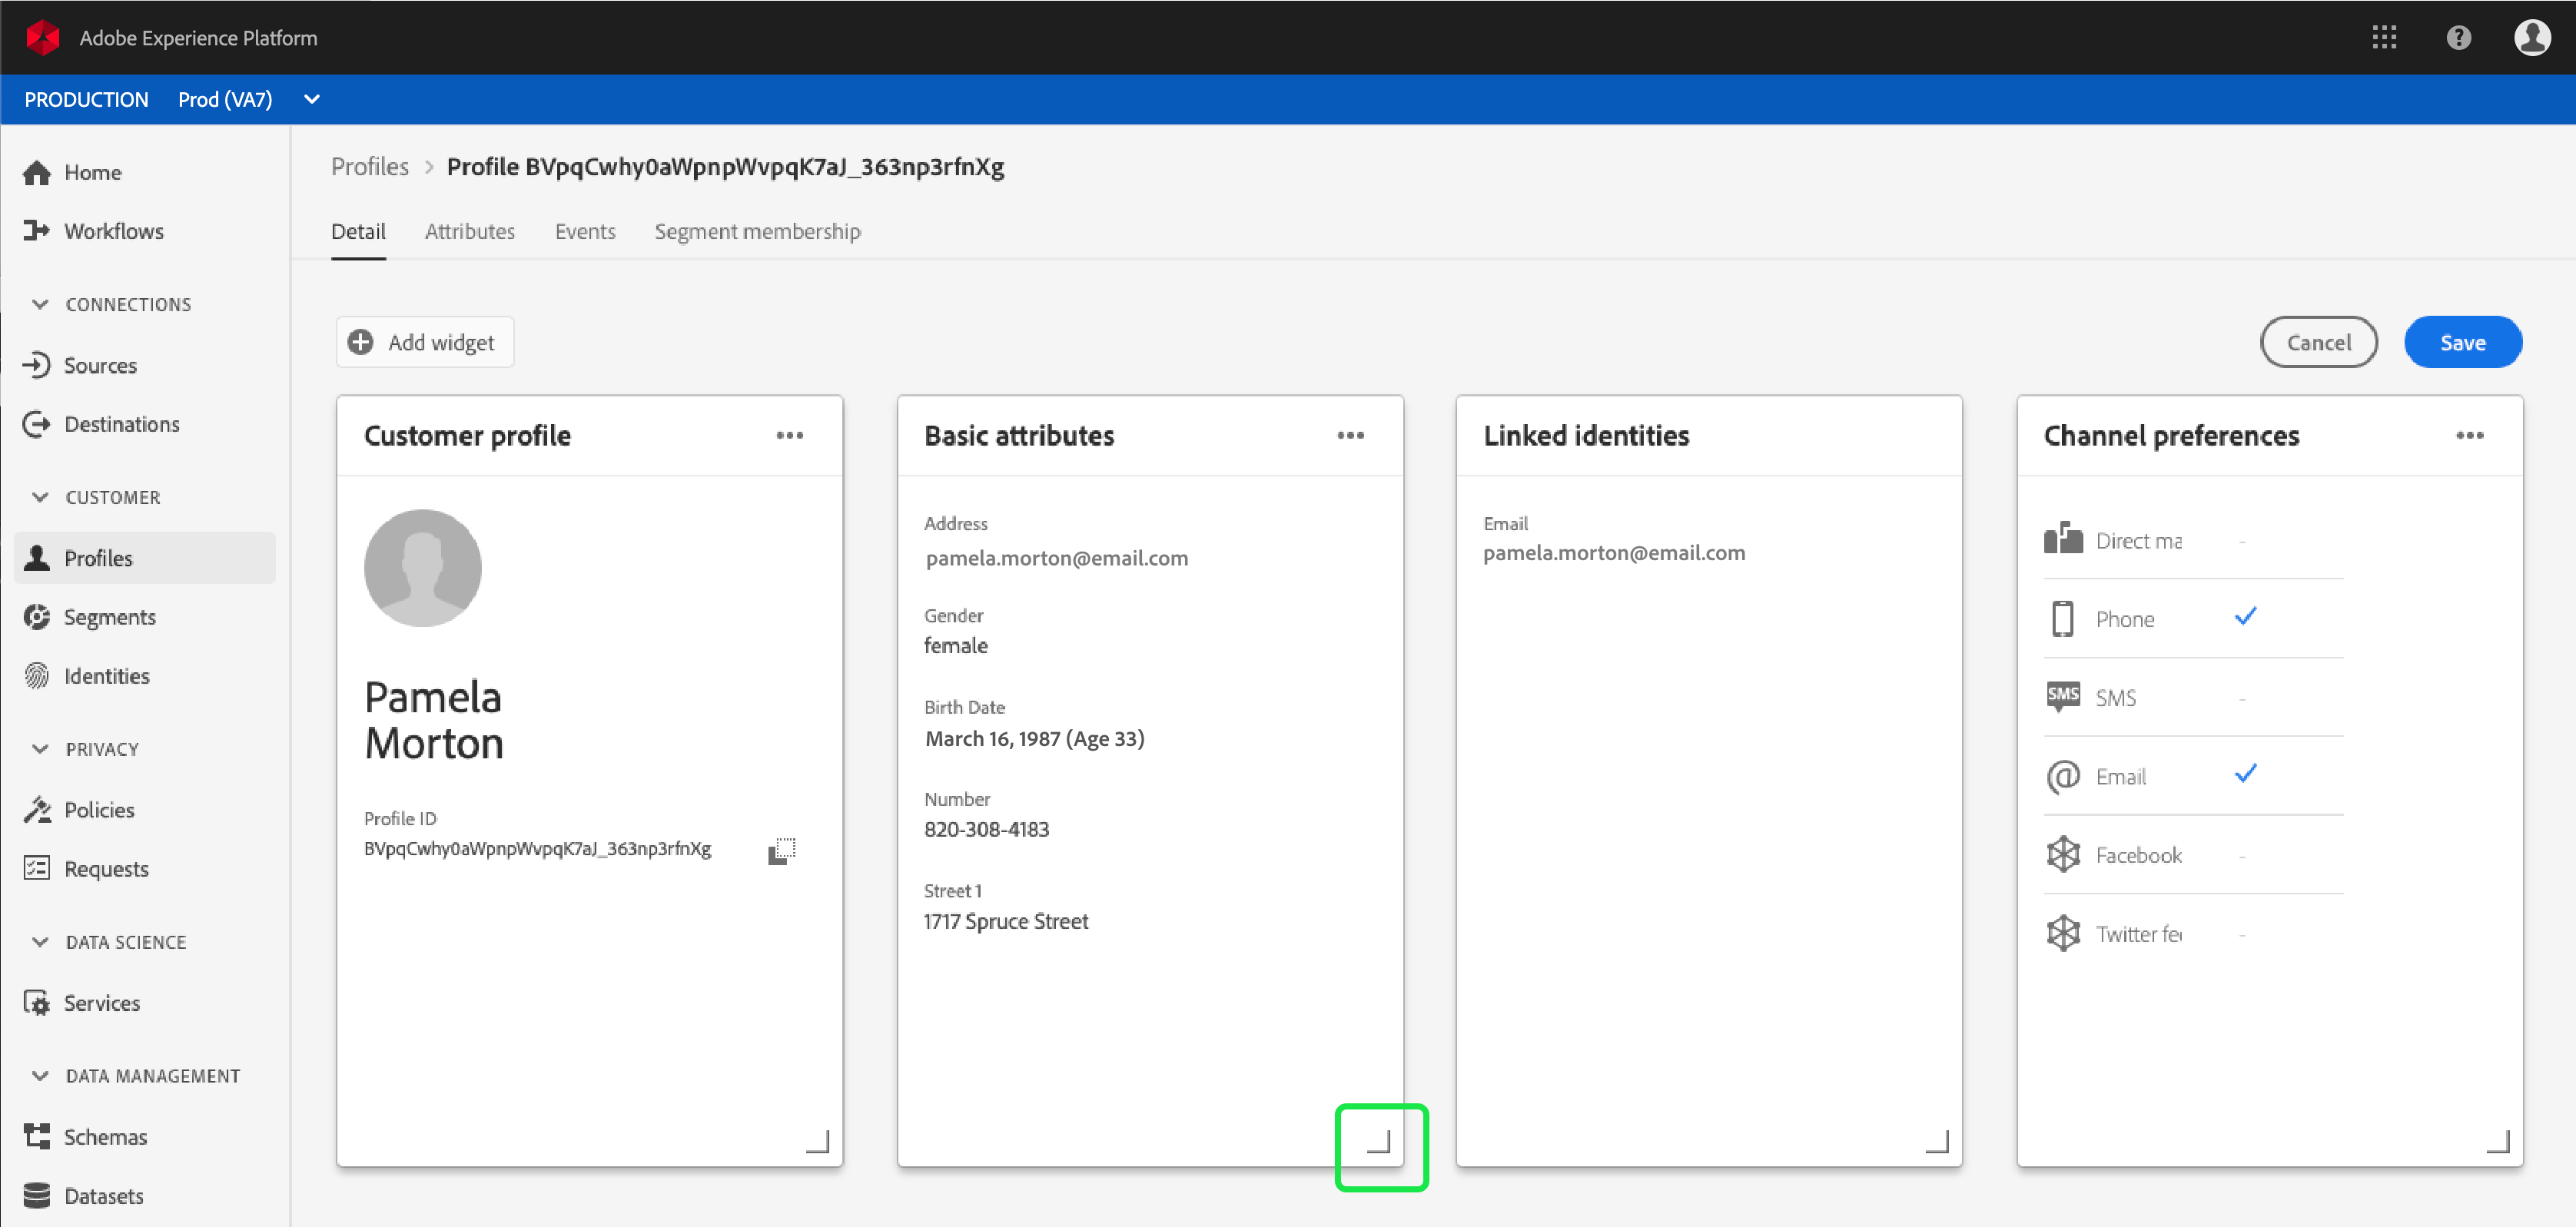 Adobe Experience Platform
PRODUCTION Prod (VA7)
Home
Workflows
CONNECTIONS
Sources
Destinations
CUSTOMER
Profiles
Segments
Identities
PRIVACY
Policies
Requests
DATA SCIENCE
Services
DATA MANAGEMENT
Schemas
Datasets
Profiles > Profile BVpqCwhy0aWpnpWvpqK7aJ_363np3rfnXg
Detail Attributes Events Segment membership
Add widget
Cancel Save
Customer profile
Pamela
Morton
Profile ID
BVpqCwhy0aWpnpWvpqK7aJ_363np3rfnXg
Basic attributes
Address
pamela.morton@email.com
Gender
female
Birth Date
March 16, 1987 (Age 33)
Number
820-308-4183
Street 1
1717 Spruce Street
Linked identities
Email
pamela.morton@email.com
Channel preferences
Direct ma -
Phone
SMS SMS -
Email
Facebook -
Twitter fee -